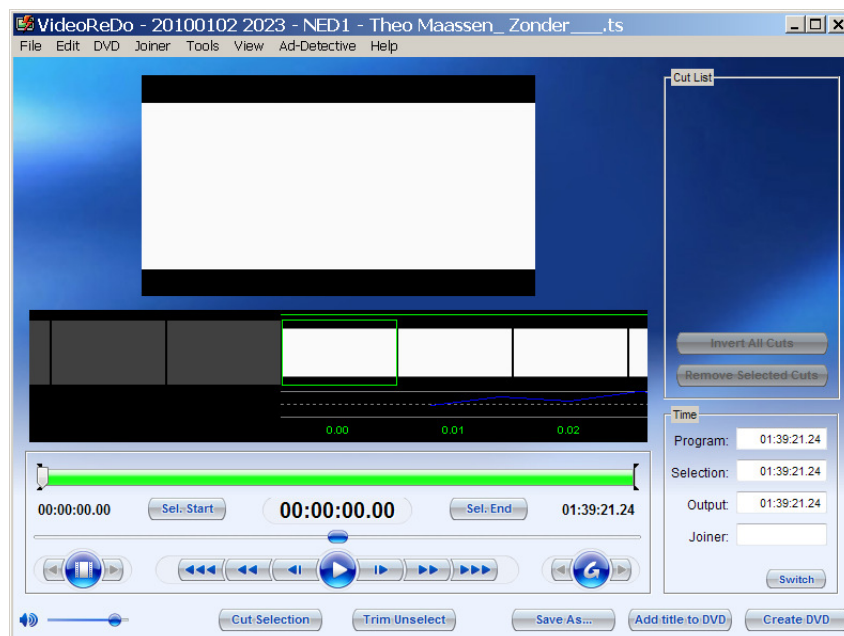 VideoReDo - 20100102 2023 - NED1 - Theo Maassen_ Zonder___.ts
File Edit DVD Joiner Tools View Ad-Detective Help
Cut List
Invert All Cuts
Remove Selected Cuts
0.00 0.01 0.02
Time
Program: 01:39:21.24
Selection: 01:39:21.24
Output: 01:39:21.24
Joiner:
Switch
00:00:00.00 Sel. Start 00:00:00.00 Sel. End 01:39:21.24
Cut Selection Trim Unselect Save As... Add title to DVD Create DVD